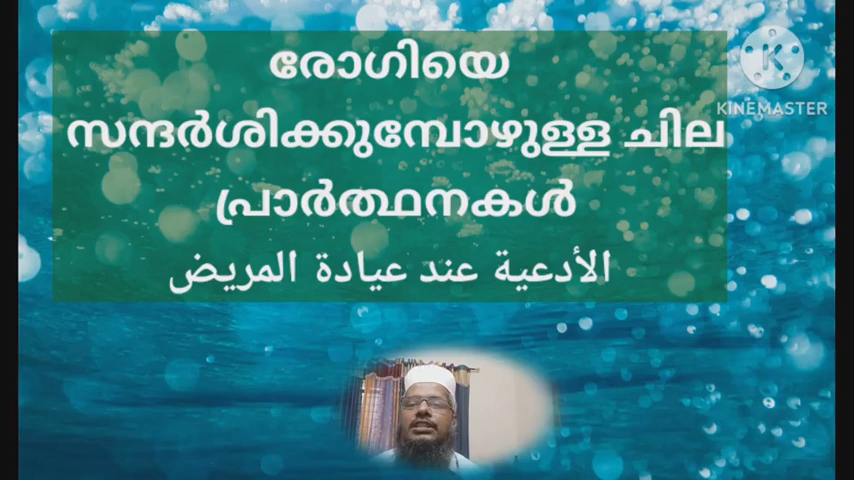 രോഗിയെ
സന്ദർശിക്കുമ്പോഴുള്ള ചില
പ്രാർത്ഥനകൾ
الأدعية عند عيادة المريض
KINEMASTER